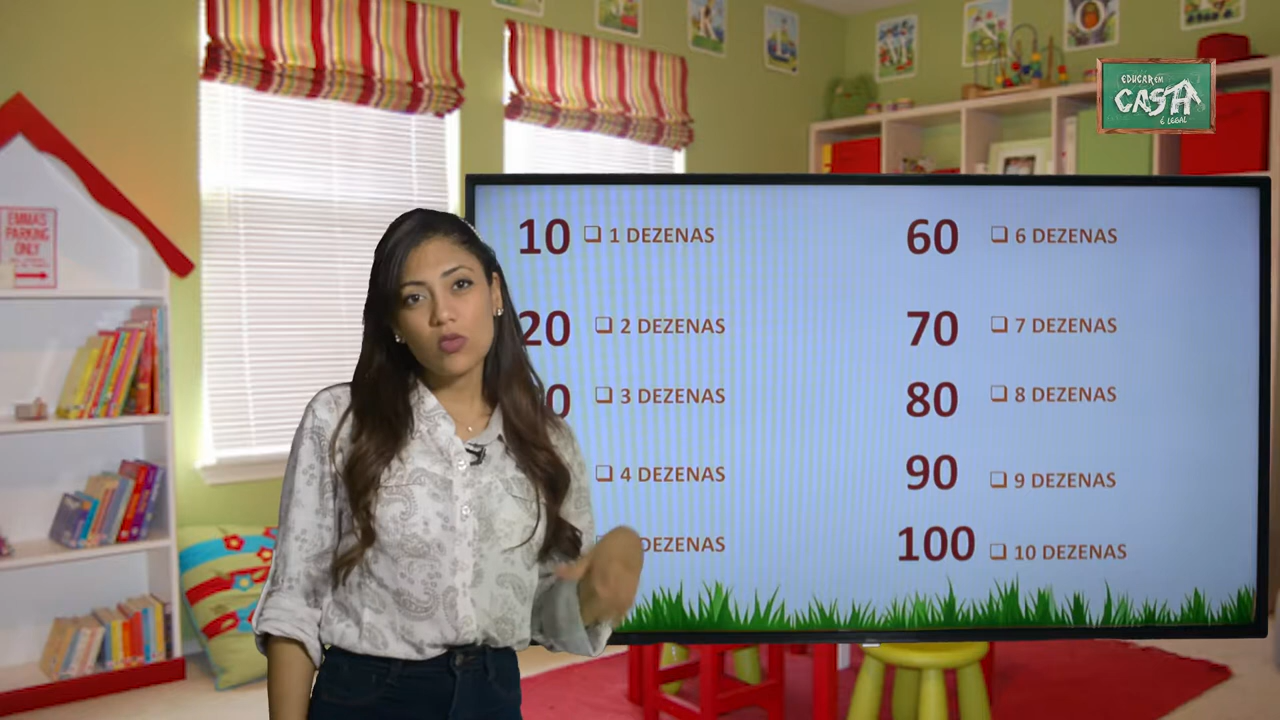 EDUCAR EM
CASA
É LEGAL
EMMA'S
PARKING
ONLY
10 ❑ 1 DEZENAS
20 ❑ 2 DEZENAS
❑ 3 DEZENAS
❑ 4 DEZENAS
DEZENAS
60 ❑ 6 DEZENAS
70 ❑ 7 DEZENAS
80 ❑ 8 DEZENAS
90 ❑ 9 DEZENAS
100 ❑ 10 DEZENAS